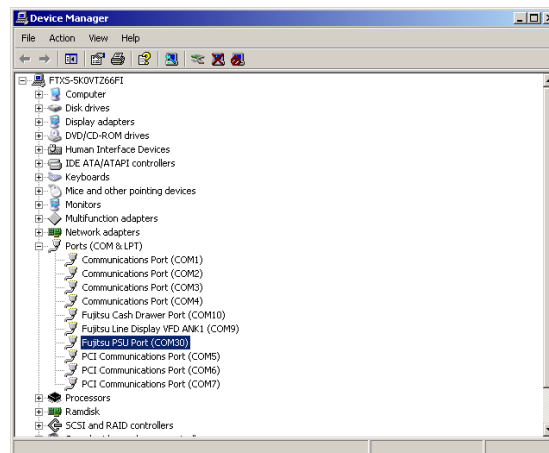 Device Manager
File Action View Help
FTXS-5K0VTZ66FI
Computer
Disk drives
Display adapters
DVD/CD-ROM drives
Human Interface Devices
IDE ATA/ATAPI controllers
Keyboards
Mice and other pointing devices
Monitors
Multifunction adapters
Network adapters
Ports (COM & LPT)
Communications Port (COM1)
Communications Port (COM2)
Communications Port (COM3)
Communications Port (COM4)
Fujitsu Cash Drawer Port (COM10)
Fujitsu Line Display VFD ANK1 (COM9)
Fujitsu PSU Port (COM30)
PCI Communications Port (COM5)
PCI Communications Port (COM6)
PCI Communications Port (COM7)
Processors
Ramdisk
SCSI and RAID controllers